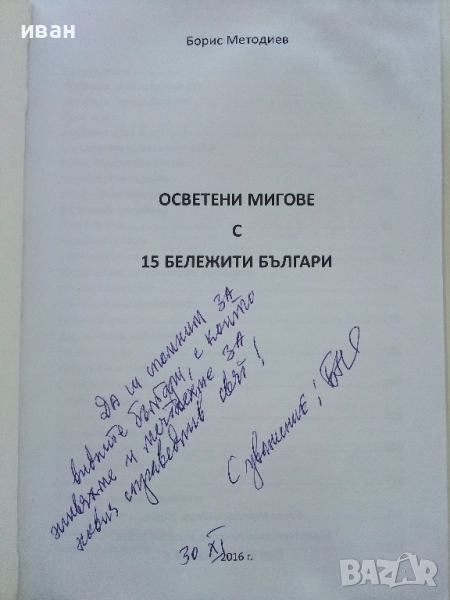 иван
Борис Методиев
ОСВЕТЕНИ МИГОВЕ
С
15 БЕЛЕЖИТИ БЪЛГАРИ
Да си спомним за
видните българи, с които
живяхме и мечтаехме за
справедлив свят!
С уважение:
30 XI
2016 г.
BAZAR